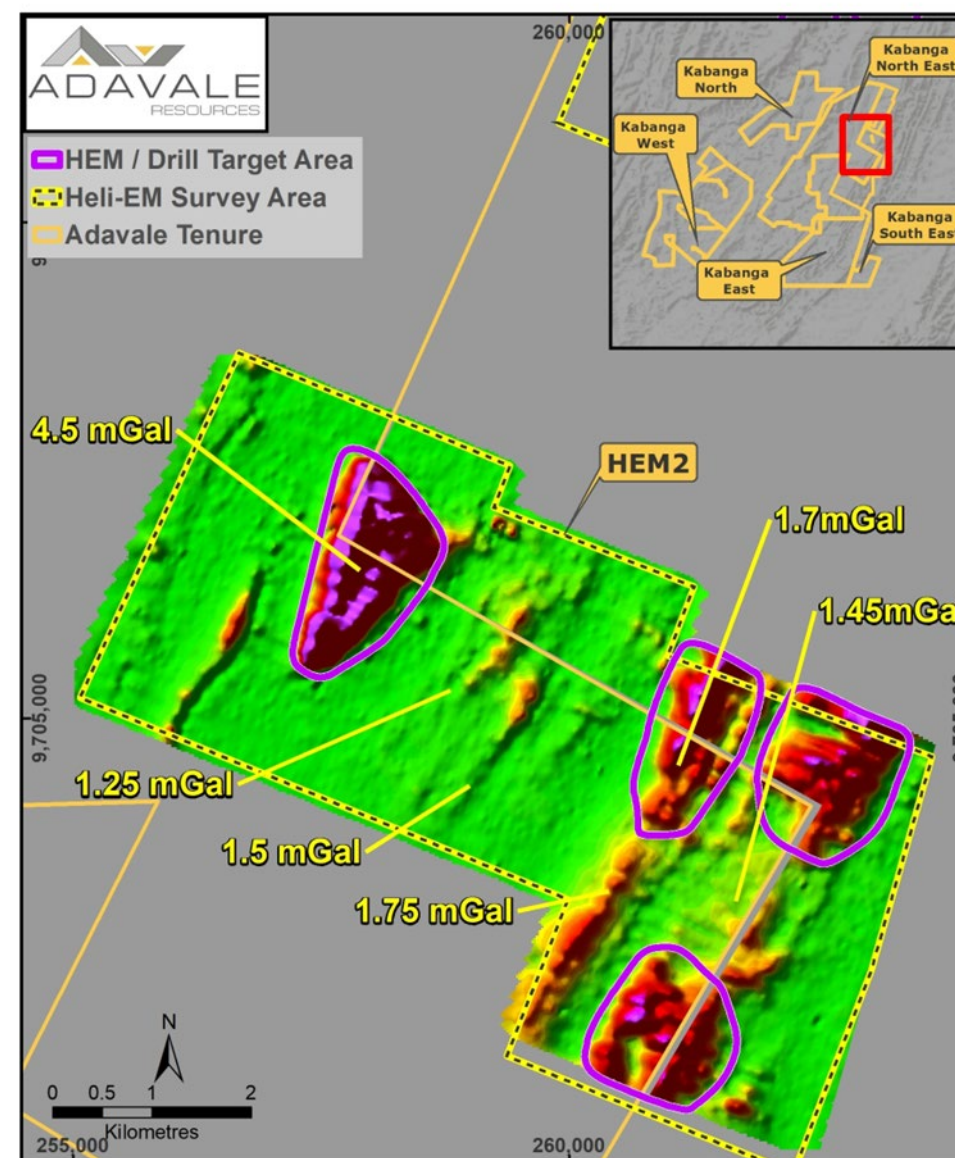 ADAVALE
RESOURCES
HEM / Drill Target Area
Heli-EM Survey Area
Adavale Tenure
260,000
Kabanga
North
Kabanga
North East
Kabanga
West
Kabanga
South East
Kabanga
East
4.5 mGal
HEM2
1.7mGal
1.45mGal
9,705,000
1.25 mGal
1.5 mGal
1.75 mGal
N
0 0.5 1 2
Kilometres
255,000
260,000